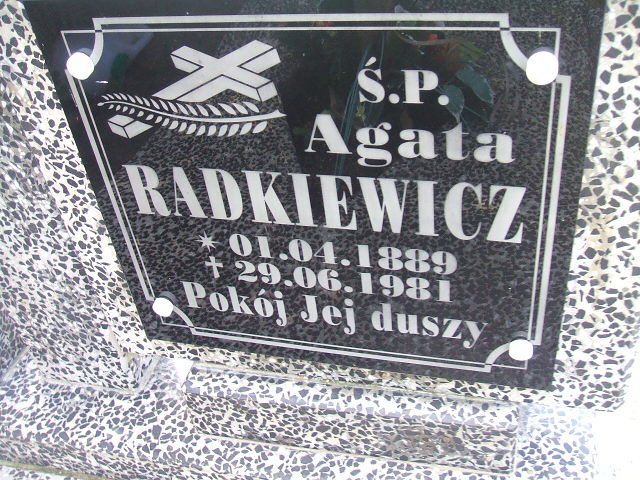 Ś.P.
Agata
RADKIEWICZ
* 01.04.1889
† 29.06.1981
Pokój Jej duszy